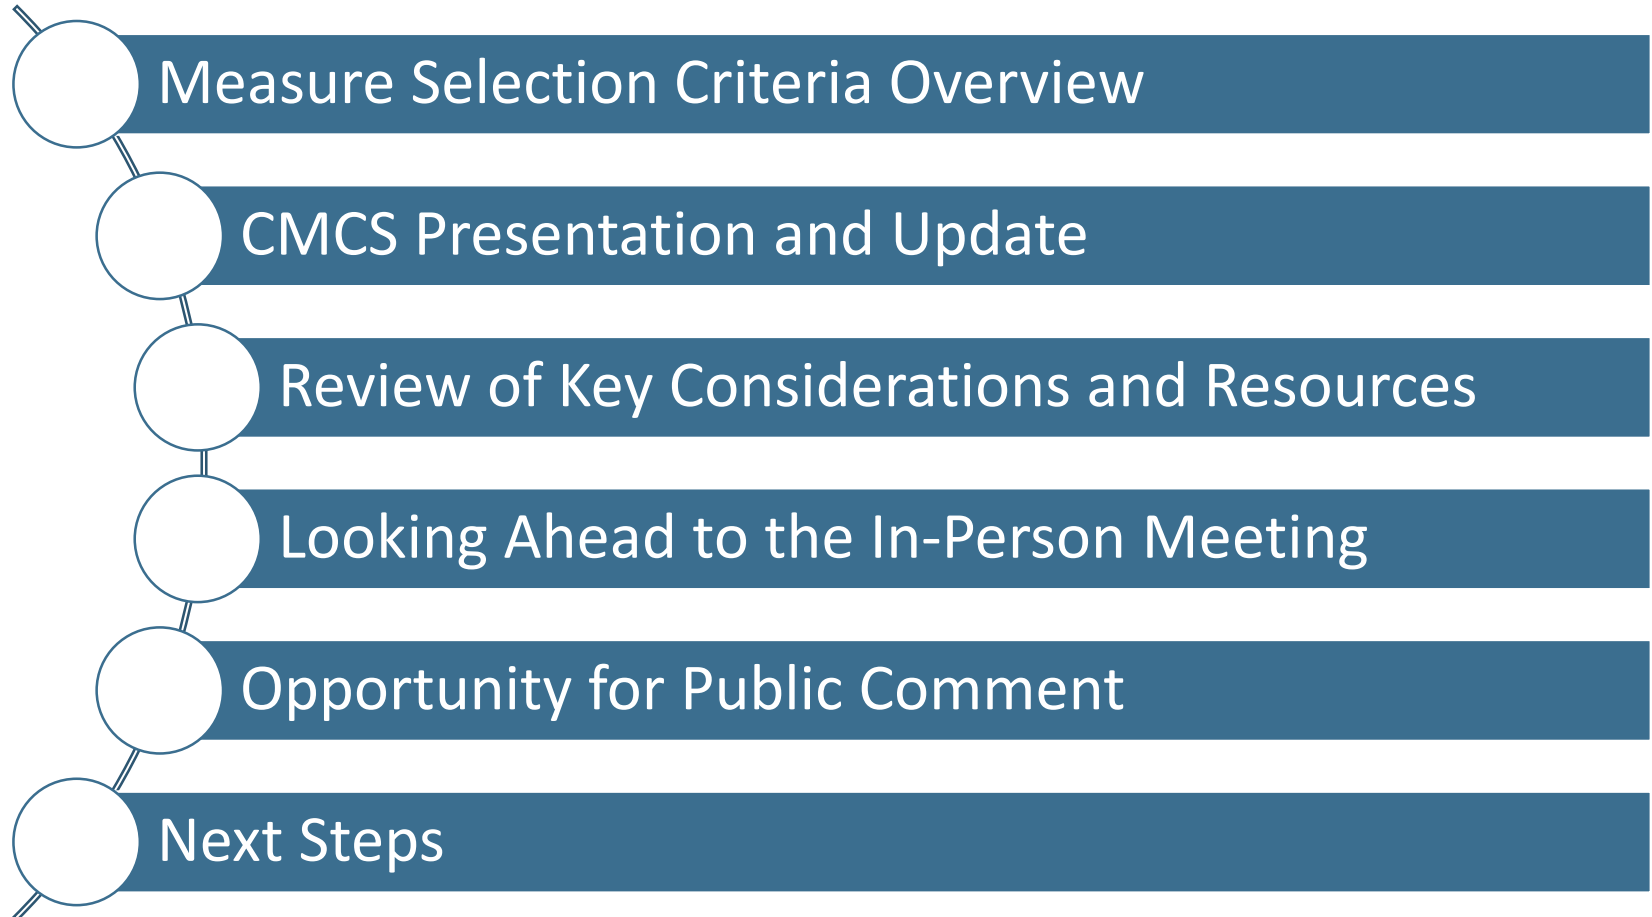 Measure Selection Criteria Overview
CMCS Presentation and Update
Review of Key Considerations and Resources
Looking Ahead to the In-Person Meeting
Opportunity for Public Comment
Next Steps